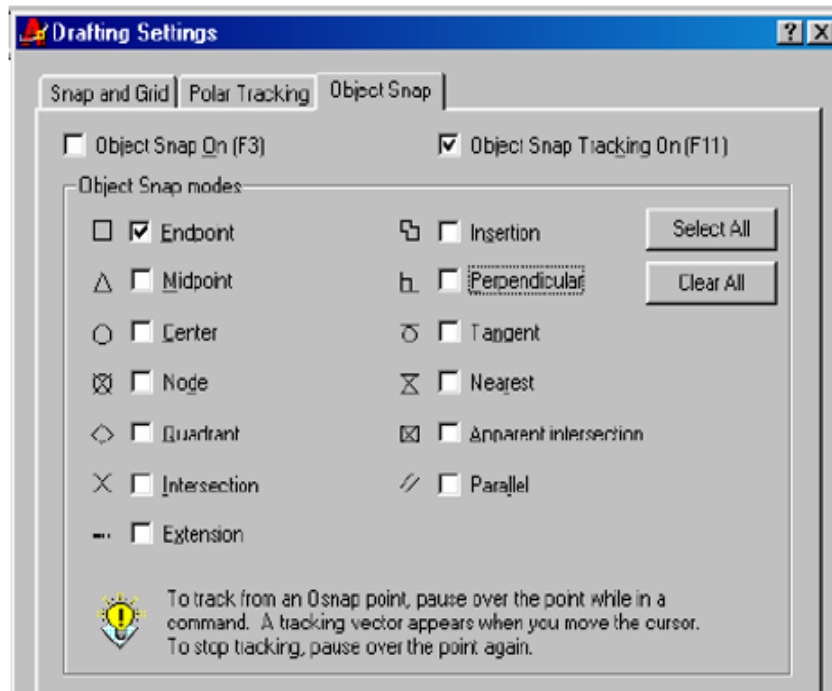 Drafting Settings
Snap and Grid Polar Tracking Object Snap
Object Snap On (F3) Object Snap Tracking On (F11)
Object Snap modes
Endpoint Insertion Select All
Midpoint Perpendicular Clear All
Center Tangent
Node Nearest
Quadrant Apparent intersection
Intersection Parallel
Extension
To track from an Osnap point, pause over the point while in a
command. A tracking vector appears when you move the cursor.
To stop tracking, pause over the point again.